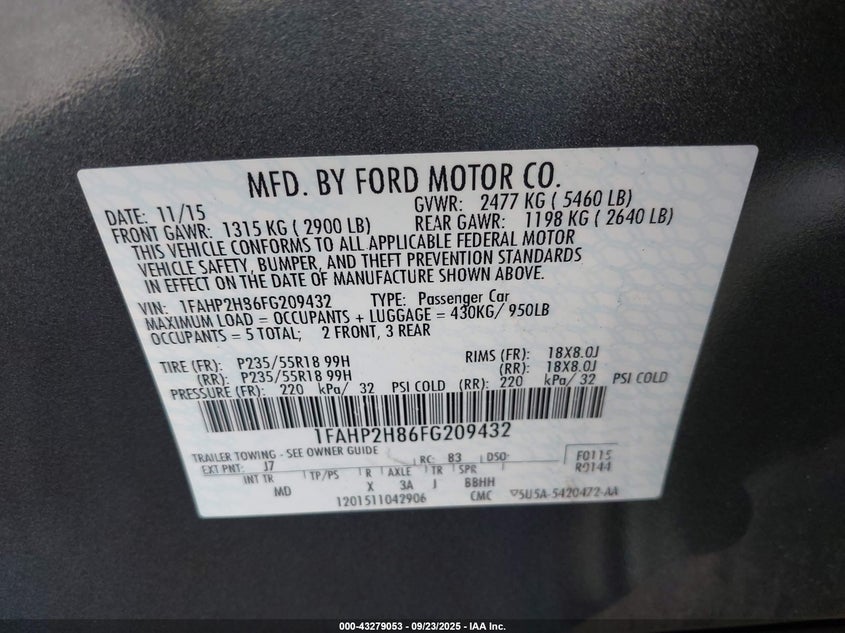 MFD. BY FORD MOTOR CO.
DATE: 11/15 GVWR: 2477 KG ( 5460 LB)
FRONT GAWR: 1315 KG ( 2900 LB) REAR GAWR: 1198 KG ( 2640 LB)
THIS VEHICLE CONFORMS TO ALL APPLICABLE FEDERAL MOTOR
VEHICLE SAFETY, BUMPER, AND THEFT PREVENTION STANDARDS
IN EFFECT ON THE DATE OF MANUFACTURE SHOWN ABOVE.
VIN: 1FAHP2H86FG209432 TYPE: Passenger Car
MAXIMUM LOAD = OCCUPANTS + LUGGAGE = 430KG/ 950LB
OCCUPANTS = 5 TOTAL; 2 FRONT, 3 REAR
TIRE (FR): P235/55R18 99H RIMS (FR): 18X8.0J
(RR): P235/55R18 99H (RR): 18X8.0J
PRESSURE (FR): 220 kPa/ 32 PSI COLD (RR): 220 kPa/ 32 PSI COLD
1FAHP2H86FG209432
TRAILER TOWING - SEE OWNER GUIDE
EXT PNT: J7 RC: 83 DSO: F0115
R0144
INT TR TP/PS R AXLE TR SPR
MD X 3A J BBHH
1201511042906 CMC 5U5A-5420472-AA
000-43279053 - 09/23/2025 - IAA Inc.